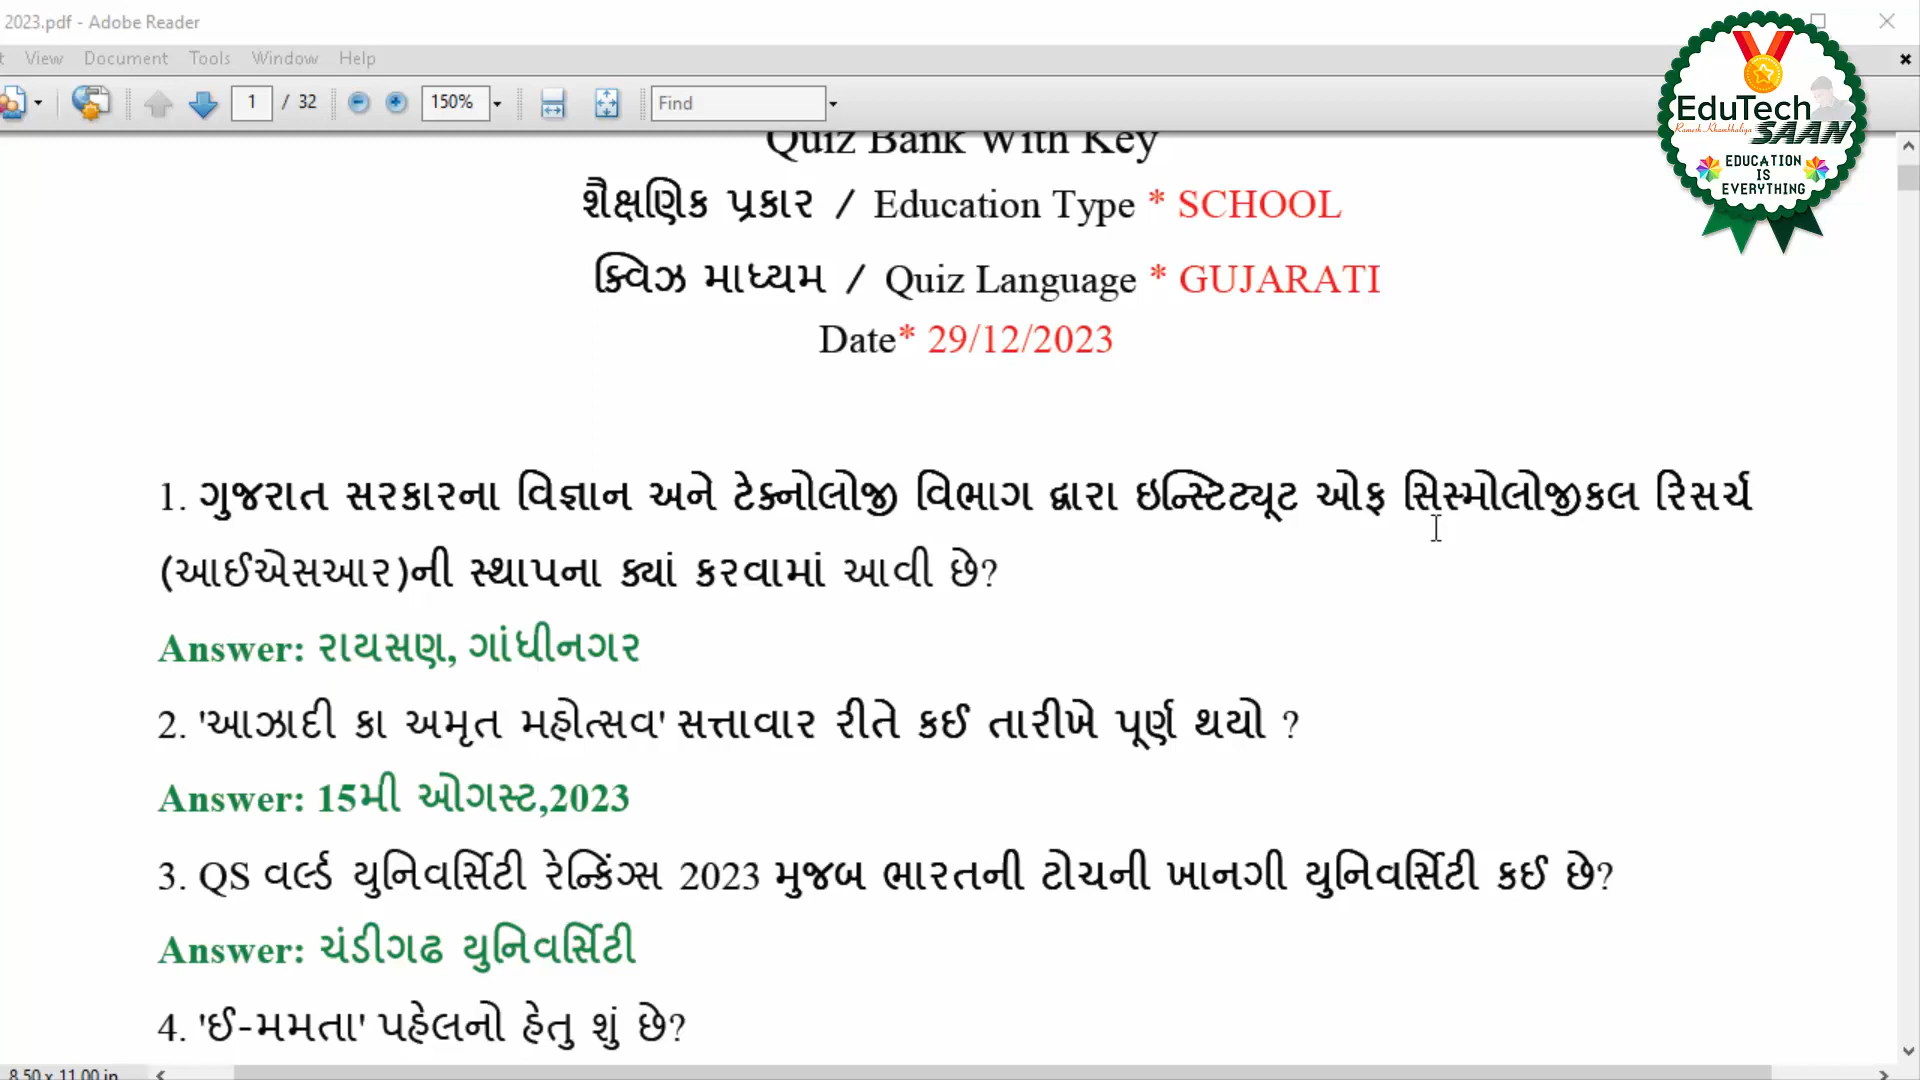 2023.pdf - Adobe Reader
t View Document Tools Window Help
1 / 32 150% Find
EduTech
Ramesh Khambhaliya
SAAN
EDUCATION
IS
EVERYTHING
Quiz Bank With Key
શૈક્ષણિક પ્રકાર / Education Type * SCHOOL
ક્વિઝ માધ્યમ / Quiz Language * GUJARATI
Date* 29/12/2023
1. ગુજરાત સરકારના વિજ્ઞાન અને ટેક્નોલોજી વિભાગ દ્વારા ઇન્સ્ટિટ્યૂટ ઓફ સિસ્મોલોજીકલ રિસર્ચ
(આઈએસઆર)ની સ્થાપના ક્યાં કરવામાં આવી છે?
Answer: રાયસણ, ગાંધીનગર
2. 'આઝાદી કા અમૃત મહોત્સવ' સત્તાવાર રીતે કઈ તારીખે પૂર્ણ થયો ?
Answer: 15મી ઓગસ્ટ,2023
3. QS વર્લ્ડ યુનિવર્સિટી રેન્કિંગ્સ 2023 મુજબ ભારતની ટોચની ખાનગી યુનિવર્સિટી કઈ છે?
Answer: ચંડીગઢ યુનિવર્સિટી
4. 'ઈ-મમતા' પહેલનો હેતુ શું છે?
8.50 x 11.00 in